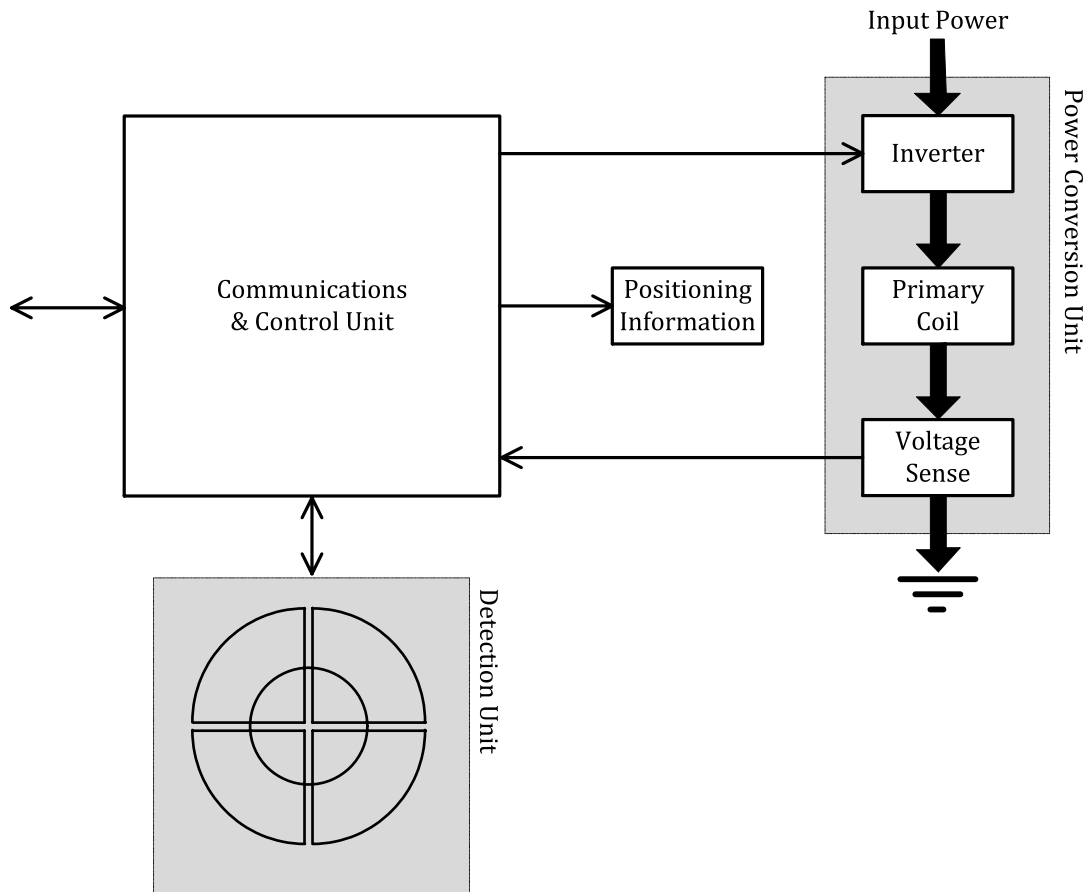 Input Power
Power Conversion Unit
Inverter
Communications
& Control Unit
Positioning
Information
Primary
Coil
Voltage
Sense
Detection Unit